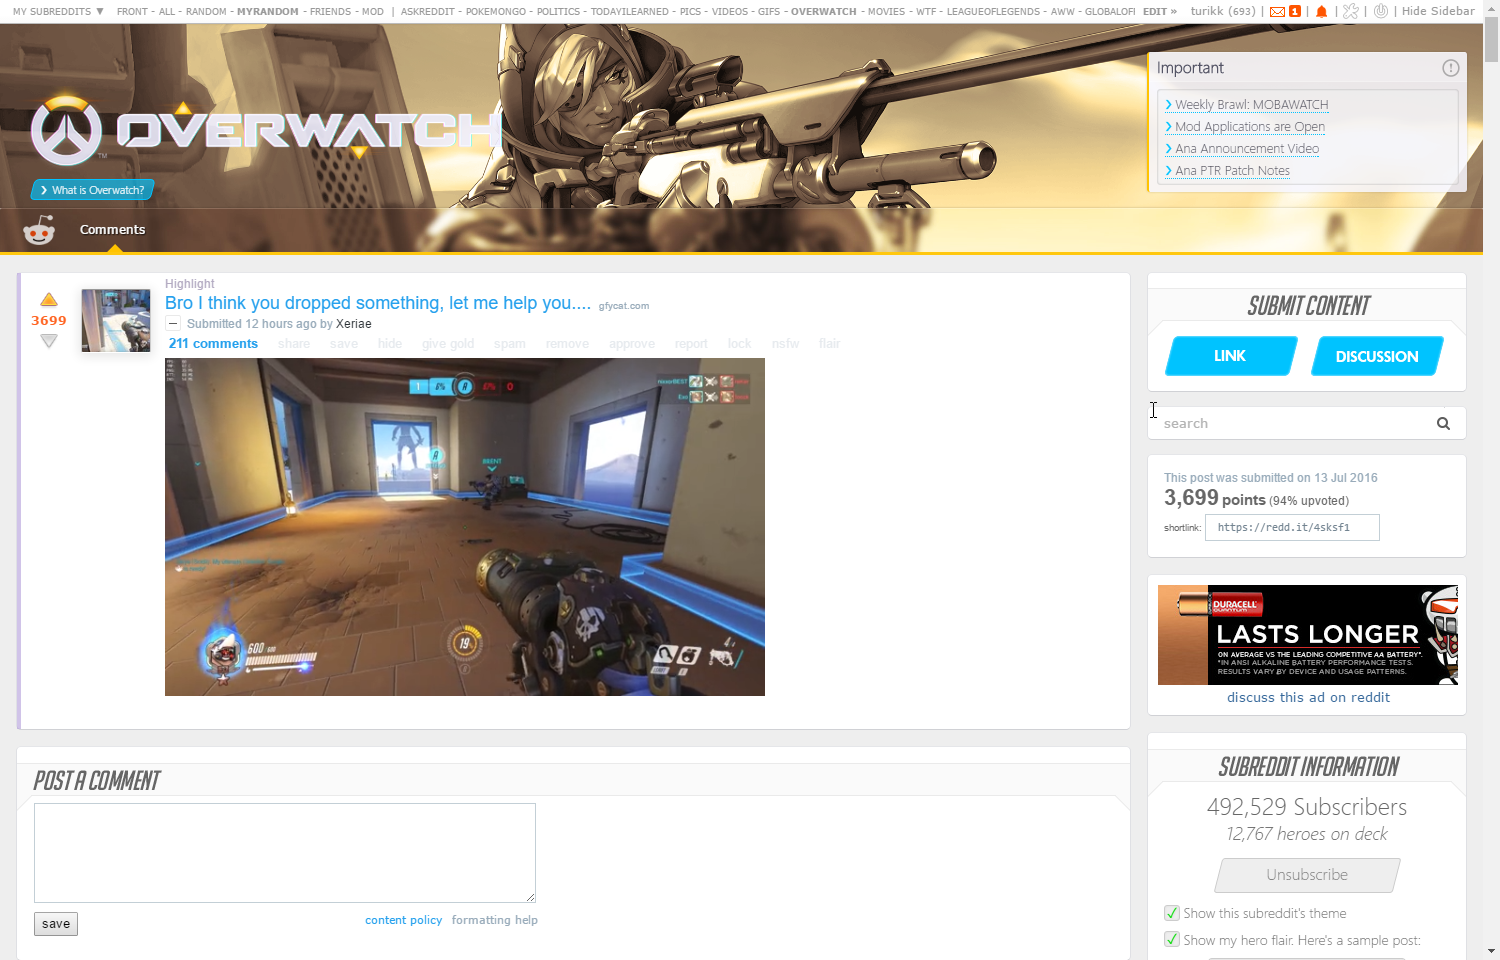 MY SUBREDDITS ▼ FRONT - ALL - RANDOM - MYRANDOM - FRIENDS - MOD | ASKREDDIT - POKEMONGO - POLITICS - TODAYILEARNED - PICS - VIDEOS - GIFS - OVERWATCH - MOVIES - WTF - LEAGUEOFLEGENDS - AWW - GLOBALOFI EDIT » turikk (693) | 1 | | | | Hide Sidebar
OVERWATCH
TM
What is Overwatch?
Important
Weekly Brawl: MOBAWATCH
Mod Applications are Open
Ana Announcement Video
Ana PTR Patch Notes
Comments
Highlight
3699
Bro I think you dropped something, let me help you.... gfycat.com
Submitted 12 hours ago by Xeriae
211 comments share save hide give gold spam remove approve report lock nsfw flair
1 A 0
A
BRENT
600
19
POST A COMMENT
save
content policy formatting help
SUBMIT CONTENT
LINK DISCUSSION
search
This post was submitted on 13 Jul 2016
3,699 points (94% upvoted)
shortlink: https://redd.it/4sksf1
DURACELL
QUANTUM
LASTS LONGER
ON AVERAGE VS THE LEADING COMPETITIVE AA BATTERY*.
*IN ANSI ALKALINE BATTERY PERFORMANCE TESTS.
RESULTS VARY BY DEVICE AND USAGE PATTERNS.
discuss this ad on reddit
SUBREDDIT INFORMATION
492,529 Subscribers
12,767 heroes on deck
Unsubscribe
Show this subreddit's theme
Show my hero flair. Here's a sample post: